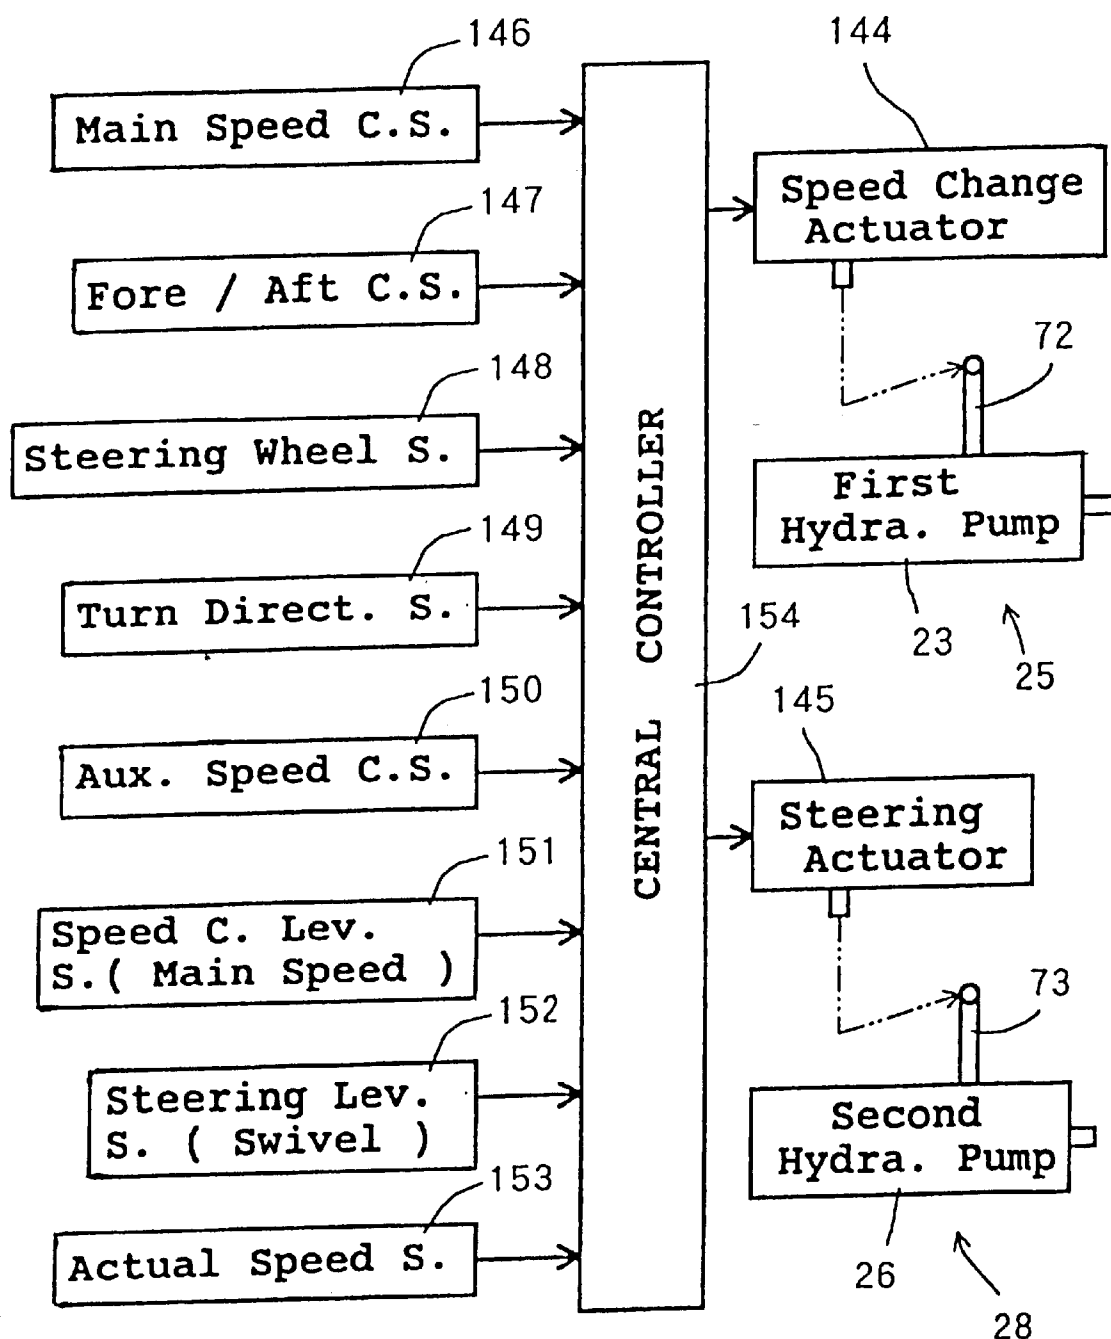 146
Main Speed C.S.
147
Fore / Aft C.S.
148
Steering Wheel S.
149
Turn Direct. S.
150
Aux. Speed C.S.
151
Speed C. Lev.
S.( Main Speed )
152
Steering Lev.
S. ( Swivel )
153
Actual Speed S.
CENTRAL CONTROLLER
154
144
Speed Change
Actuator
72
First
Hydra. Pump
23
25
145
Steering
Actuator
73
Second
Hydra. Pump
26
28